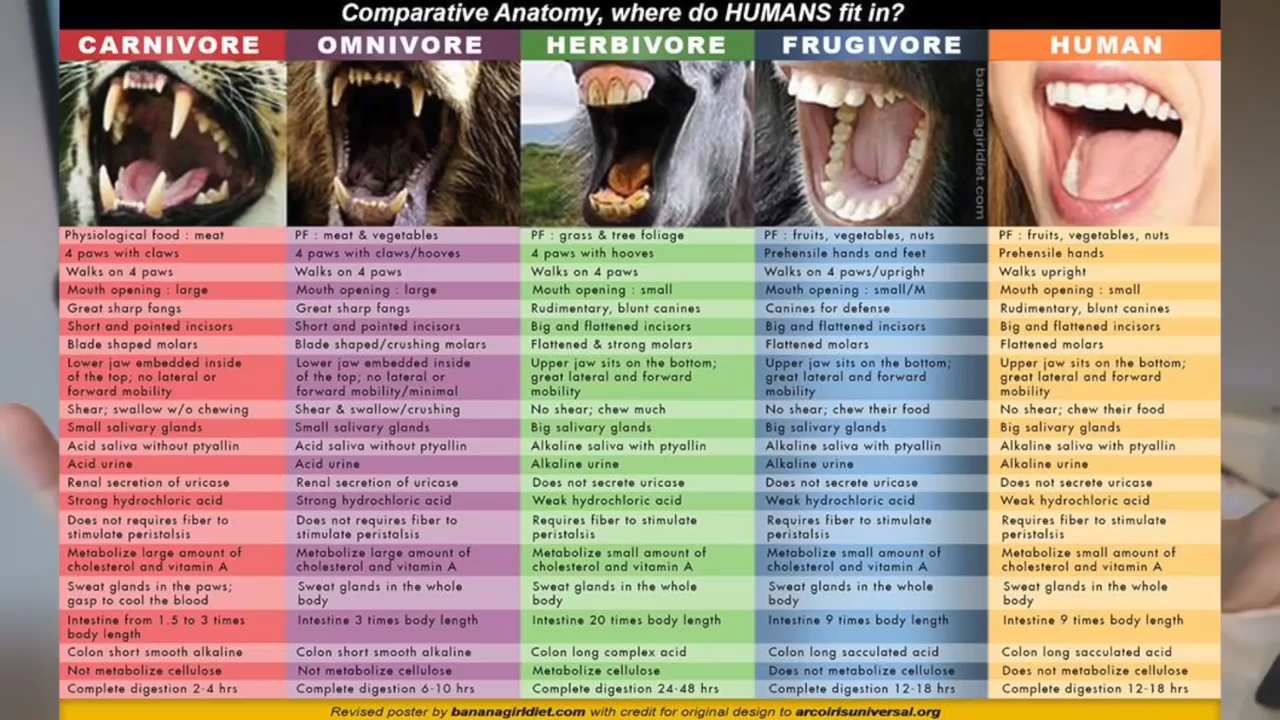 Comparative Anatomy, where do HUMANS fit in?
CARNIVORE OMNIVORE HERBIVORE FRUGIVORE HUMAN
bananagirldiet.com
Physiological food : meat PF : meat & vegetables PF : grass & tree foliage PF : fruits, vegetables, nuts PF : fruits, vegetables, nuts
4 paws with claws 4 paws with claws/hooves 4 paws with hooves Prehensile hands and feet Prehensile hands
Walks on 4 paws Walks on 4 paws Walks on 4 paws Walks on 4 paws/upright Walks upright
Mouth opening : large Mouth opening : large Mouth opening : small Mouth opening : small/M Mouth opening : small
Great sharp fangs Great sharp fangs Rudimentary, blunt canines Canines for defense Rudimentary, blunt canines
Short and pointed incisors Short and pointed incisors Big and flattened incisors Big and flattened incisors Big and flattened incisors
Blade shaped molars Blade shaped/crushing molars Flattened & strong molars Flattened molars Flattened molars
Lower jaw embedded inside Lower jaw embedded inside Upper jaw sits on the bottom; Upper jaw sits on the bottom; Upper jaw sits on the bottom;
of the top; no lateral or of the top; no lateral or great lateral and forward great lateral and forward great lateral and forward
forward mobility forward mobility/minimal mobility mobility mobility
Shear; swallow w/o chewing Shear & swallow/crushing No shear; chew much No shear; chew their food No shear; chew their food
Small salivary glands Small salivary glands Big salivary glands Big salivary glands Big salivary glands
Acid saliva without ptyallin Acid saliva without ptyallin Alkaline saliva with ptyallin Alkaline saliva with ptyallin Alkaline saliva with ptyallin
Acid urine Acid urine Alkaline urine Alkaline urine Alkaline urine
Renal secretion of uricase Renal secretion of uricase Does not secrete uricase Does not secrete uricase Does not secrete uricase
Strong hydrochloric acid Strong hydrochloric acid Weak hydrochloric acid Weak hydrochloric acid Weak hydrochloric acid
Does not requires fiber to Does not requires fiber to Requires fiber to stimulate Requires fiber to stimulate Requires fiber to stimulate
stimulate peristalsis stimulate peristalsis peristalsis peristalsis peristalsis
Metabolize large amount of Metabolize large amount of Metabolize small amount of Metabolize small amount of Metabolize small amount of
cholesterol and vitamin A cholesterol and vitamin A cholesterol and vitamin A cholesterol and vitamin A cholesterol and vitamin A
Sweat glands in the paws; Sweat glands in the whole Sweat glands in the whole Sweat glands in the whole Sweat glands in the whole
gasp to cool the blood body body body body
Intestine from 1,5 to 3 times Intestine 3 times body length Intestine 20 times body length Intestine 9 times body length Intestine 9 times body length
body length
Colon short smooth alkaline Colon short smooth alkaline Colon long complex acid Colon long sacculated acid Colon long sacculated acid
Not metabolize cellulose Not metabolize cellulose Metabolize cellulose Does not metabolize cellulose Does not metabolize cellulose
Complete digestion 2-4 hrs Complete digestion 6-10 hrs Complete digestion 24-48 hrs Complete digestion 12-18 hrs Complete digestion 12-18 hrs
Revised poster by bananagirldiet.com with credit for original design to arcoirisuniversal.org